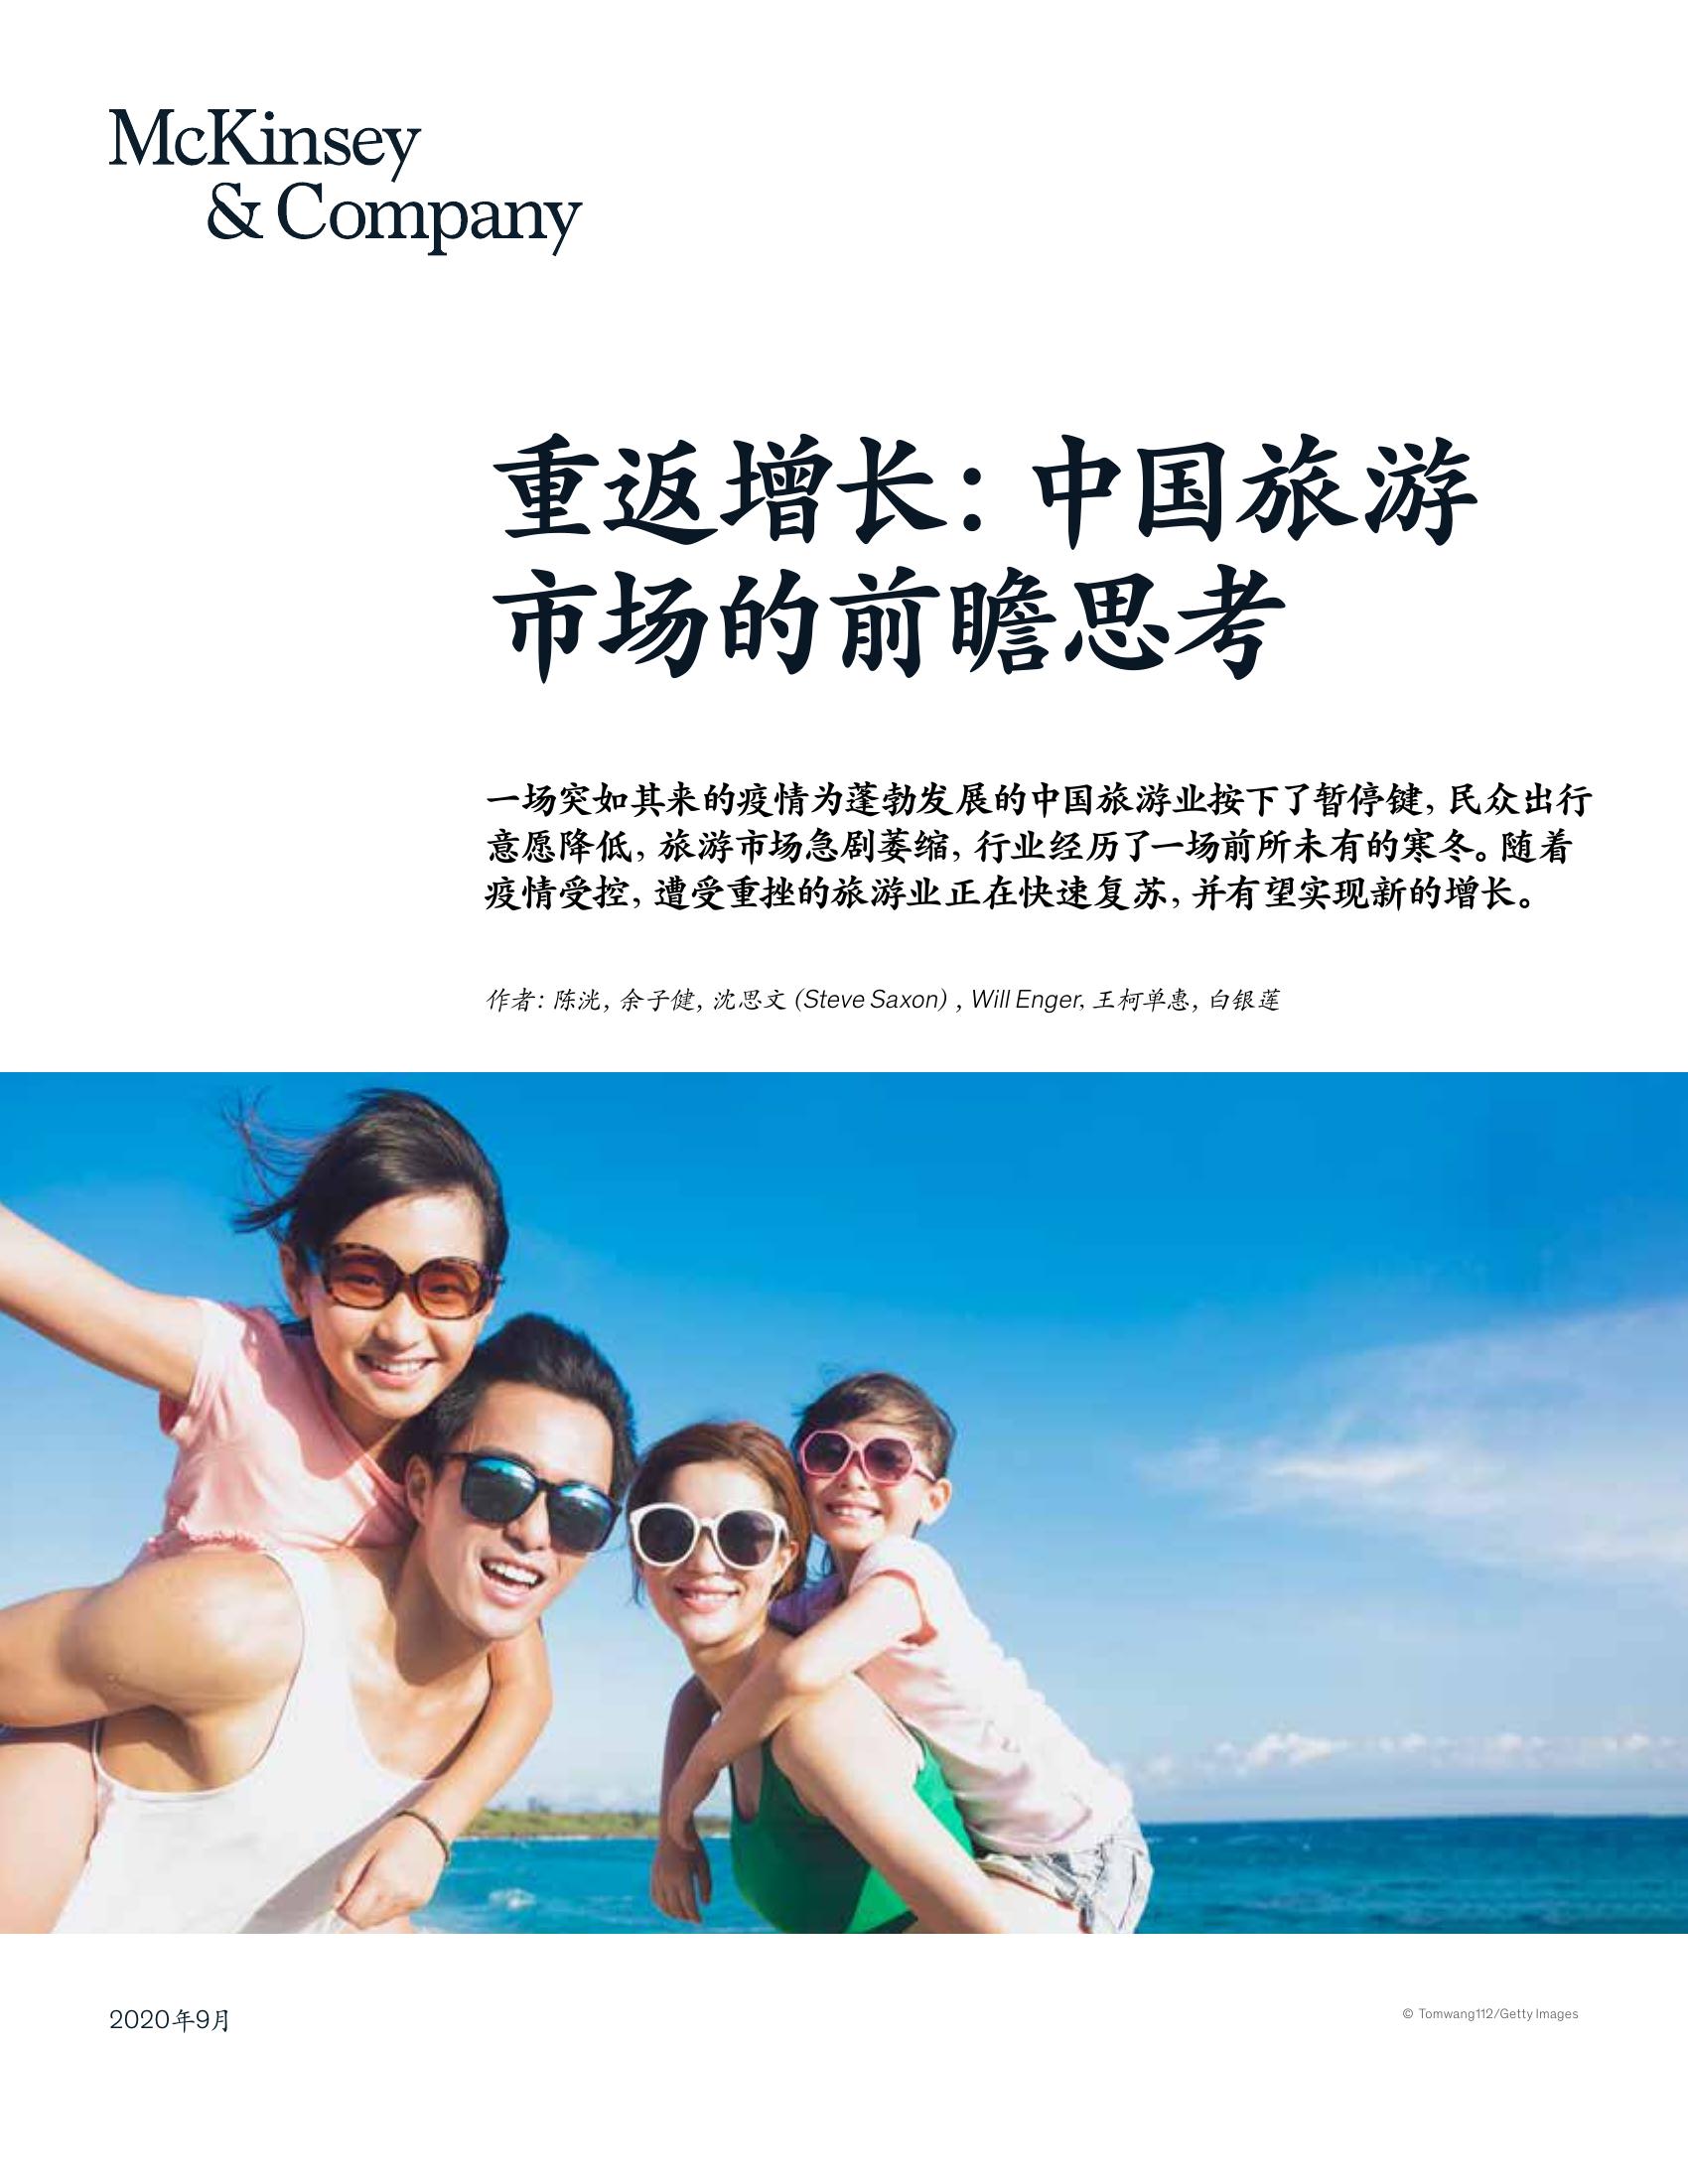 McKinsey
& Company
重返增长：中国旅游
市场的前瞻思考
一场突如其来的疫情为蓬勃发展的中国旅游业按下了暂停键，民众出行
意愿降低，旅游市场急剧萎缩，行业经历了一场前所未有的寒冬。随着
疫情受控，遭受重挫的旅游业正在快速复苏，并有望实现新的增长。
作者：陈洸，余子健，沈思文 (Steve Saxon) , Will Enger, 王柯单惠，白银莲
2020年9月
© Tomwang112/Getty Images